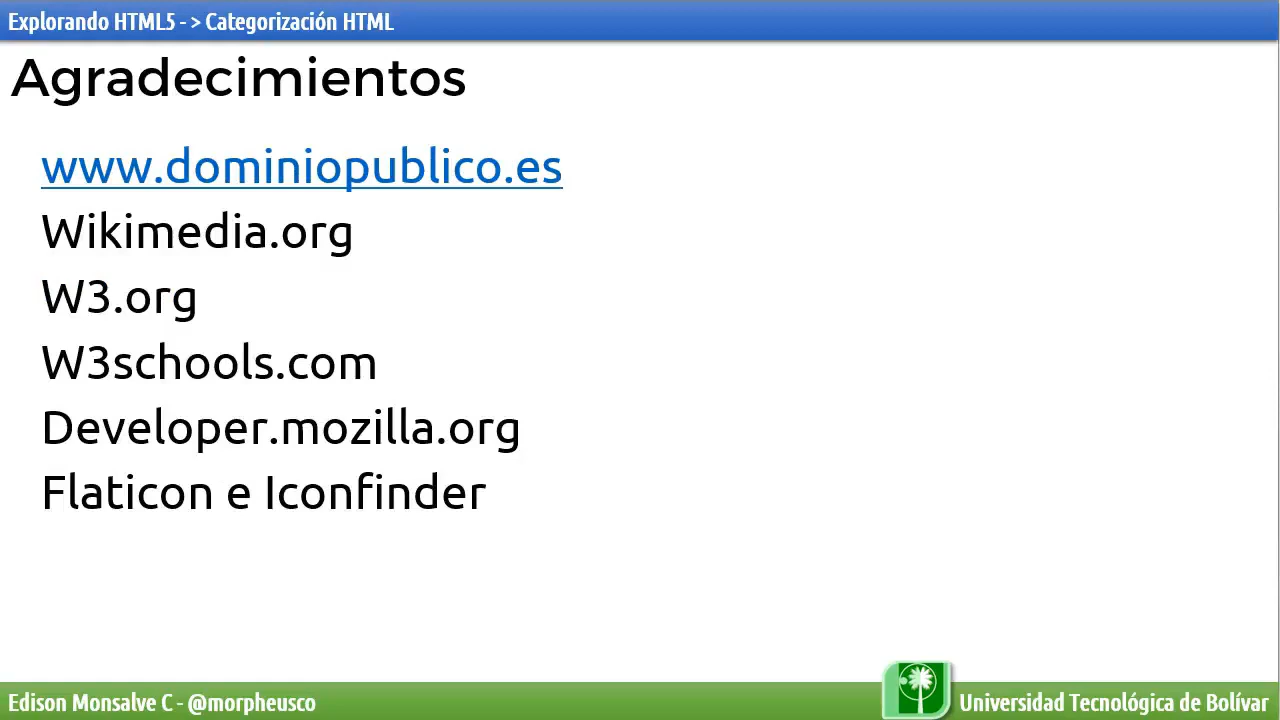 Explorando HTML5 - > Categorización HTML
Agradecimientos
www.dominiopublico.es
Wikimedia.org
W3.org
W3schools.com
Developer.mozilla.org
Flaticon e Iconfinder
Edison Monsalve C - @morpheusco
Universidad Tecnológica de Bolívar